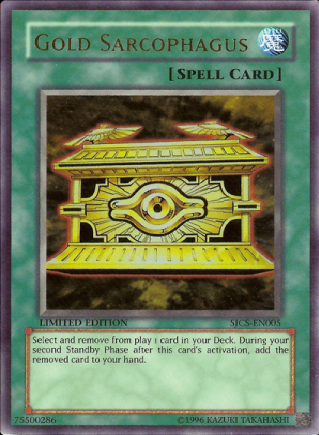 GOLD SARCOPHAGUS
[SPELL CARD]
LIMITED EDITION SJCS-EN005
Select and remove from play 1 card in your Deck. During your
second Standby Phase after this card's activation, add the
removed card to your hand.
75500286 ©1996 KAZUKI TAKAHASHI